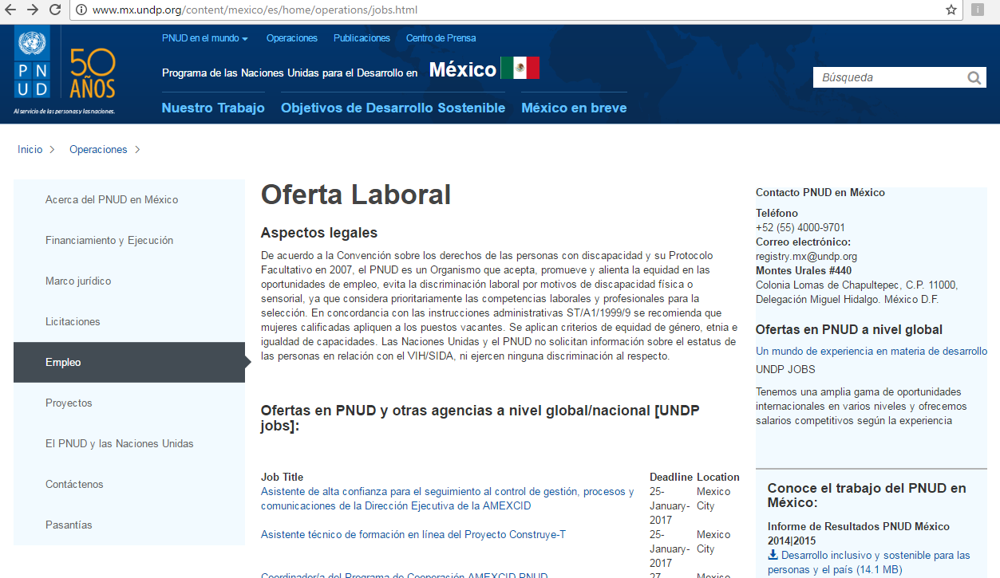 www.mx.undp.org/content/mexico/es/home/operations/jobs.html
PNUD en el mundo
Operaciones
Publicaciones
Centro de Prensa
P N
U D
50
AÑOS
Al servicio de las personas y las naciones.
Programa de las Naciones Unidas para el Desarrollo en México
Búsqueda
Nuestro Trabajo
Objetivos de Desarrollo Sostenible
México en breve
Inicio
Operaciones
Acerca del PNUD en México
Financiamiento y Ejecución
Marco jurídico
Licitaciones
Empleo
Proyectos
El PNUD y las Naciones Unidas
Contáctenos
Pasantías
Oferta Laboral
Aspectos legales
De acuerdo a la Convención sobre los derechos de las personas con discapacidad y su Protocolo
Facultativo en 2007, el PNUD es un Organismo que acepta, promueve y alienta la equidad en las
oportunidades de empleo, evita la discriminación laboral por motivos de discapacidad física o
sensorial, ya que considera prioritariamente las competencias laborales y profesionales para la
selección. En concordancia con las instrucciones administrativas ST/A1/1999/9 se recomienda que
mujeres calificadas apliquen a los puestos vacantes. Se aplican criterios de equidad de género, etnia e
igualdad de capacidades. Las Naciones Unidas y el PNUD no solicitan información sobre el estatus de
las personas en relación con el VIH/SIDA, ni ejercen ninguna discriminación al respecto.
Ofertas en PNUD y otras agencias a nivel global/nacional [UNDP
jobs]:
Job Title Deadline Location
Asistente de alta confianza para el seguimiento al control de gestión, procesos y 25- Mexico
comunicaciones de la Dirección Ejecutiva de la AMEXCID January- City
2017
Asistente técnico de formación en línea del Proyecto Construye-T 25- Mexico
January- City
2017
Coordinador/a del Programa de Cooperación AMEXCID PNUD 27 Mexico
Contacto PNUD en México
Teléfono
+52 (55) 4000-9701
Correo electrónico:
registry.mx@undp.org
Montes Urales #440
Colonia Lomas de Chapultepec, C.P. 11000,
Delegación Miguel Hidalgo. México D.F.
Ofertas en PNUD a nivel global
Un mundo de experiencia en materia de desarrollo
UNDP JOBS
Tenemos una amplia gama de oportunidades
internacionales en varios niveles y ofrecemos
salarios competitivos según la experiencia
Conoce el trabajo del PNUD en
México:
Informe de Resultados PNUD México
2014|2015
Desarrollo inclusivo y sostenible para las
personas y el país (14.1 MB)